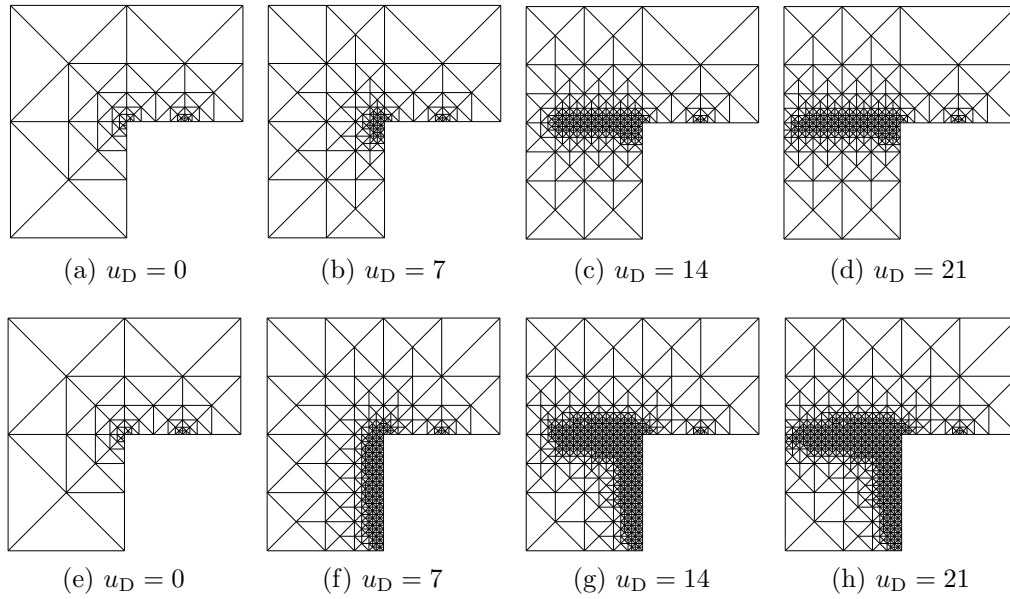 (a) u_D = 0
(b) u_D = 7
(c) u_D = 14
(d) u_D = 21
(e) u_D = 0
(f) u_D = 7
(g) u_D = 14
(h) u_D = 21